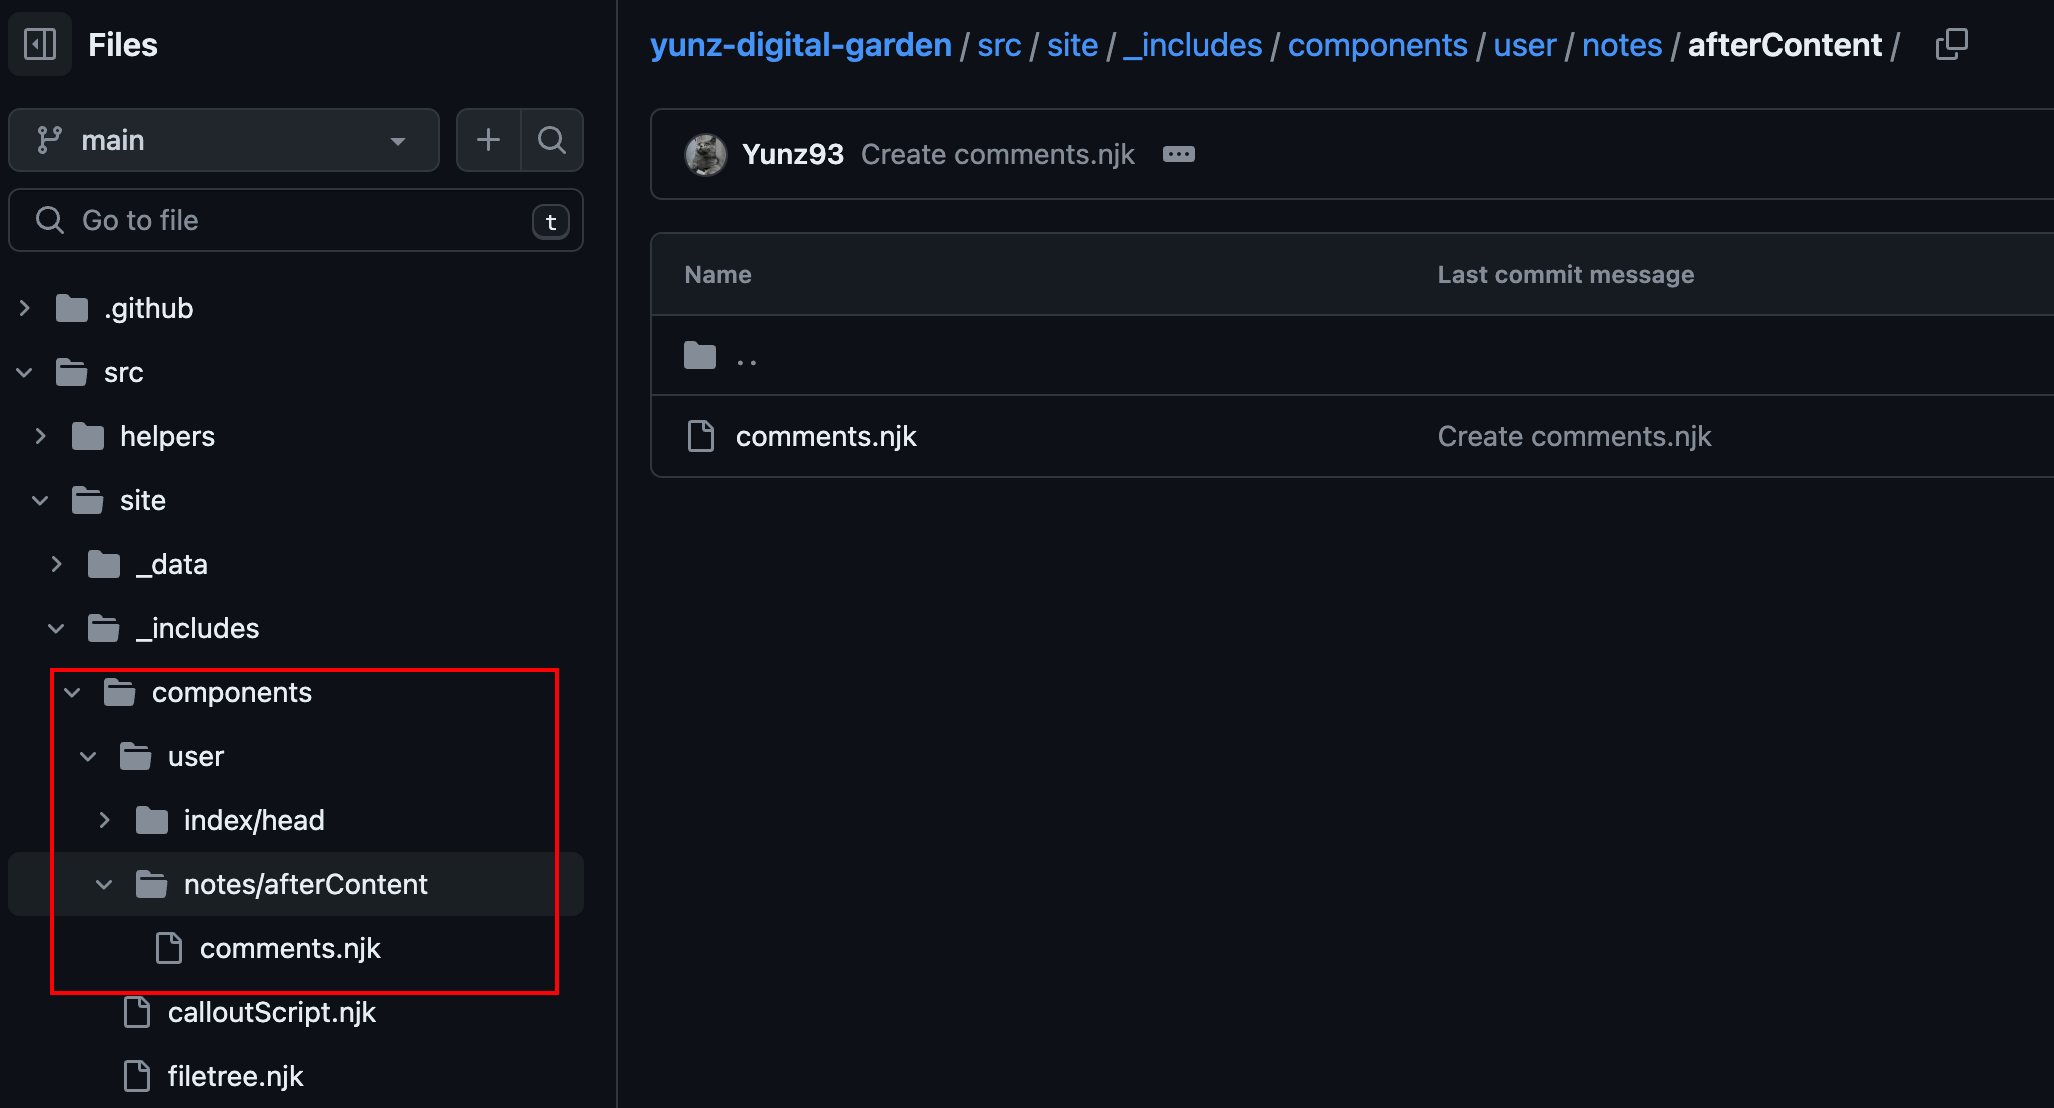 Files
main
Go to file
t
.github
src
helpers
site
_data
_includes
components
user
index/head
notes/afterContent
comments.njk
calloutScript.njk
filetree.njk
yunz-digital-garden / src / site / _includes / components / user / notes / afterContent /
Yunz93 Create comments.njk
Name Last commit message
..
comments.njk Create comments.njk